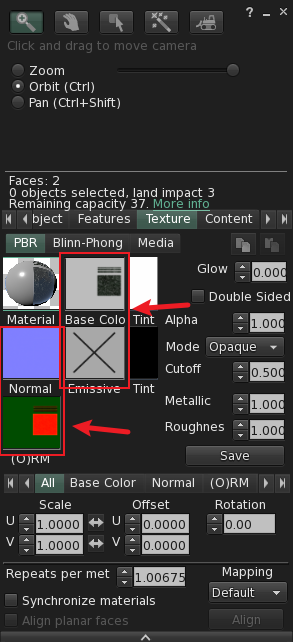 ?
Click and drag to move camera
Zoom
Orbit (Ctrl)
Pan (Ctrl+Shift)
Faces: 2
0 objects selected, land impact 3
Remaining capacity 37. More info
bject Features Texture Content
PBR Blinn-Phong Media
Glow 0.000
Double Sided
Material Base Colo Tint
Alpha 1.000
Mode Opaque
Cutoff 0.500
Normal Emissive Tint
Metallic 1.000
Roughnes 1.000
(O)RM
Save
All Base Color Normal (O)RM
Scale Offset Rotation
U 1.0000 U 0.0000 0.00
V 1.0000 V 0.0000
Repeats per met 1.00675 Mapping
Synchronize materials Default
Align planar faces Align